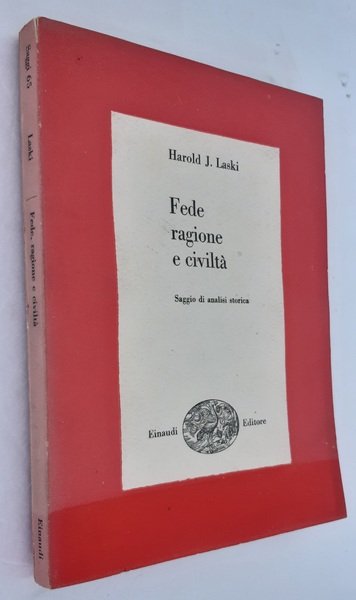 Saggi 65
Laski
Fede, ragione e civiltà
Einaudi
Harold J. Laski
Fede
ragione
e civiltà
Saggio di analisi storica
Einaudi Editore